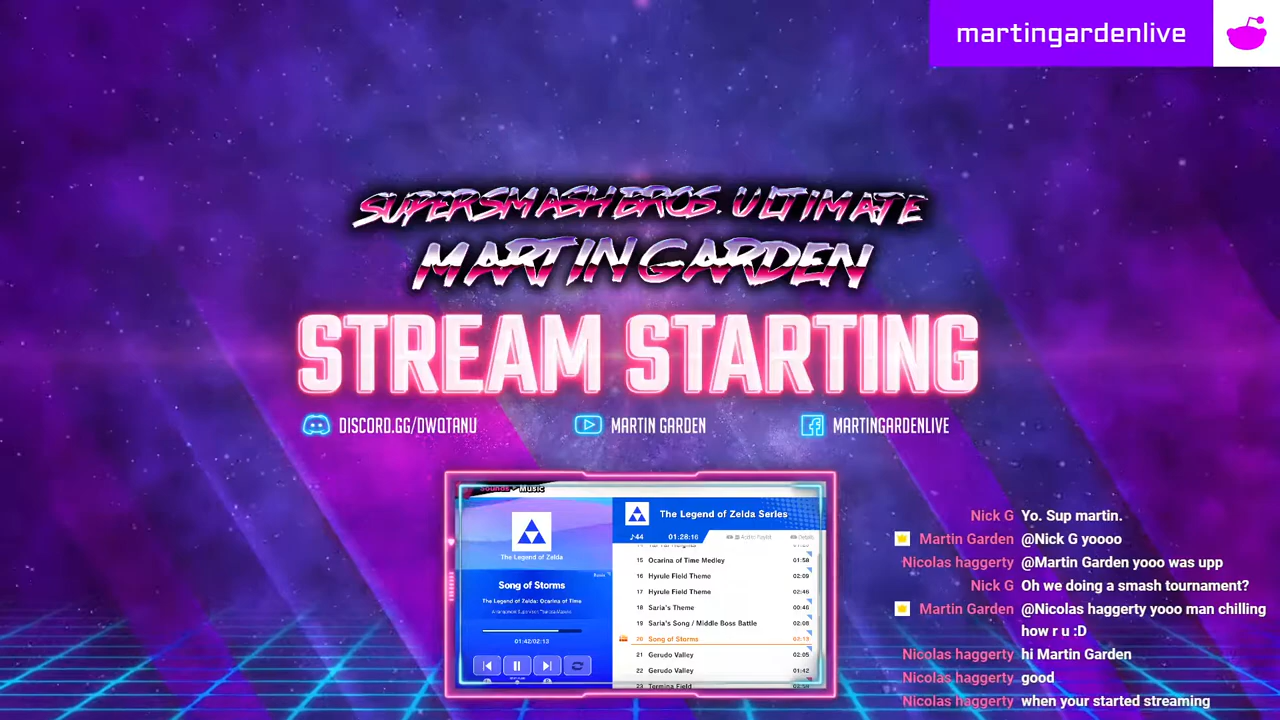 martingardenlive
SUPER SMASH BROS. ULTIMATE
MARTIN GARDEN
STREAM STARTING
DISCORD.GG/DWQTANU
MARTIN GARDEN
MARTINGARDENLIVE
Sounds Music
The Legend of Zelda
Song of Storms
The Legend of Zelda: Ocarina of Time
01:42/02:13
The Legend of Zelda Series
♪44 01:28:16
15 Ocarina of Time Medley 01:58
16 Hyrule Field Theme 02:09
17 Hyrule Field Theme 02:46
18 Saria's Theme 00:46
19 Saria's Song / Middle Boss Battle 02:08
20 Song of Storms 02:13
21 Gerudo Valley 02:05
22 Gerudo Valley 01:42
23 Termina Field
Nick G Yo. Sup martin.
Martin Garden @Nick G yoooo
Nicolas haggerty @Martin Garden yooo was upp
Nick G Oh we doing a smash tournament?
Martin Garden @Nicolas haggerty yooo man chilling
how r u :D
Nicolas haggerty hi Martin Garden
Nicolas haggerty good
Nicolas haggerty when your started streaming